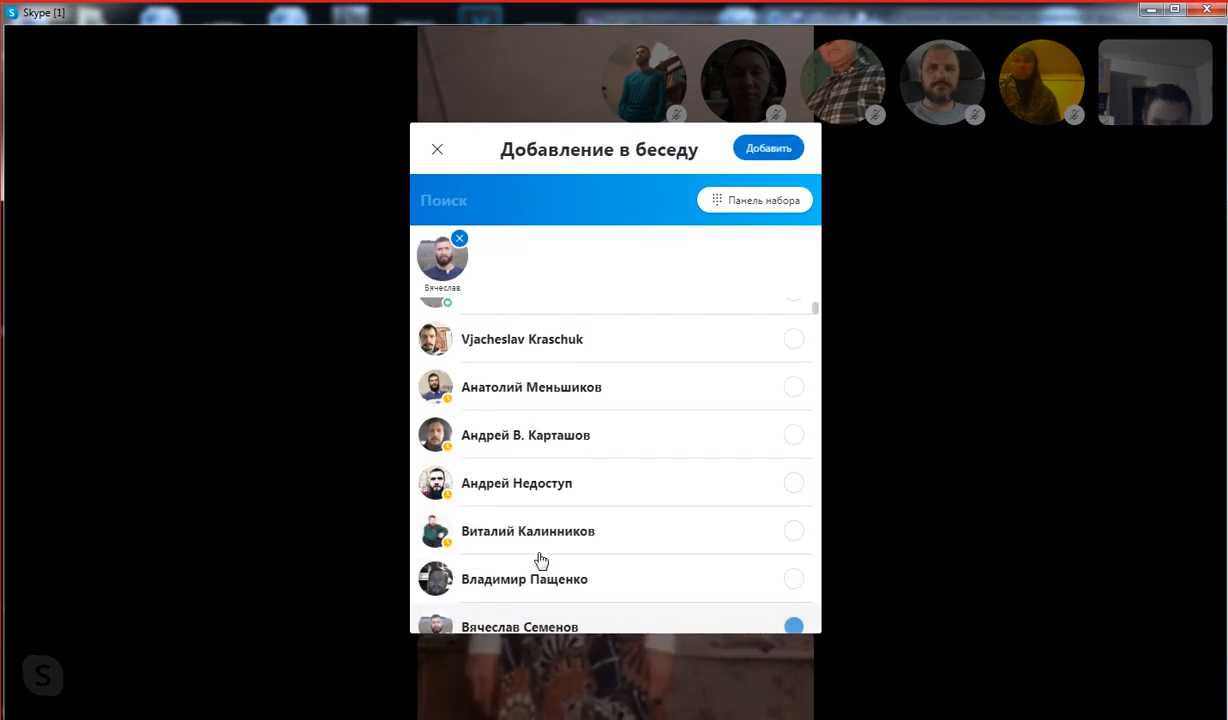 Skype [1]
Добавление в беседу
Добавить
Поиск
Панель набора
Вячеслав
Vjacheslav Kraschuk
Анатолий Меньшиков
Андрей В. Карташов
Андрей Недоступ
Виталий Калинников
Владимир Пащенко
Вячеслав Семенов